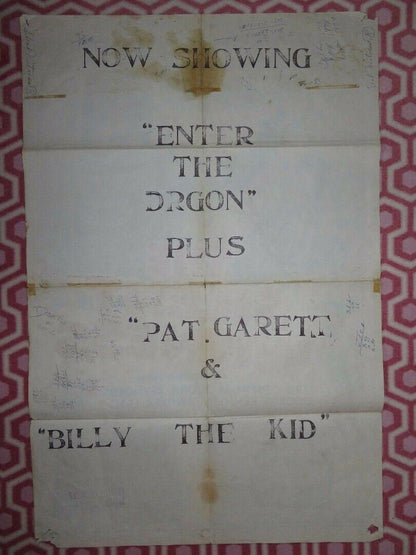 NOW SHOWING
"ENTER
THE
DRGON"
PLUS
"PAT. GARETT
&
"BILLY THE KID"